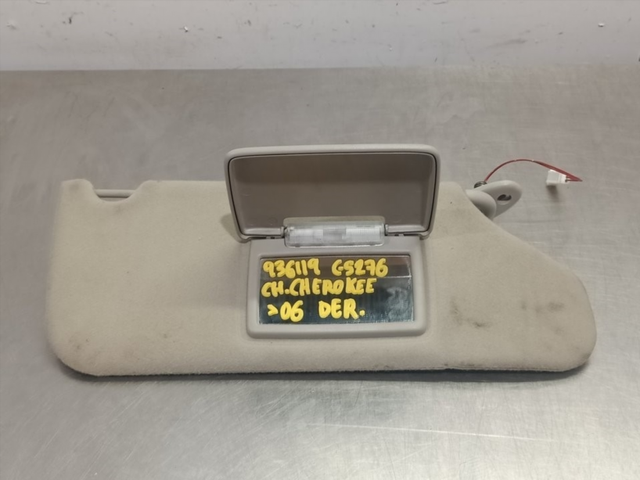 936119 GS276
CH.CHEROKEE
>06 DER.